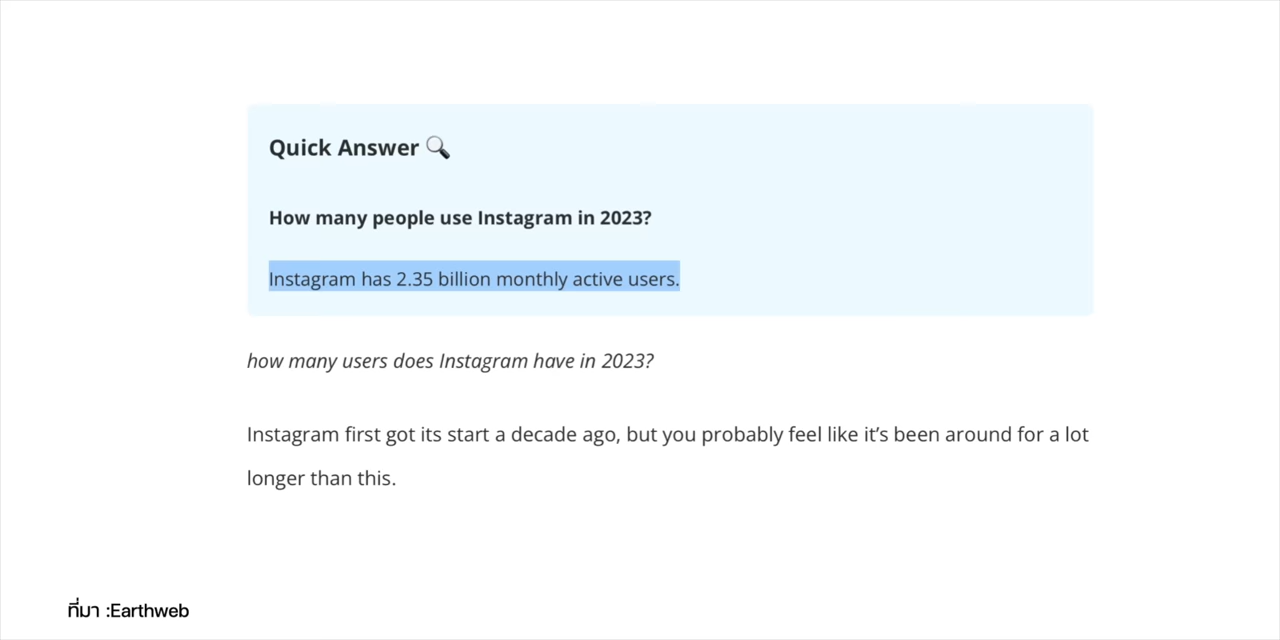 Quick Answer 🔍
How many people use Instagram in 2023?
Instagram has 2.35 billion monthly active users.
how many users does Instagram have in 2023?
Instagram first got its start a decade ago, but you probably feel like it’s been around for a lot
longer than this.
ที่มา :Earthweb